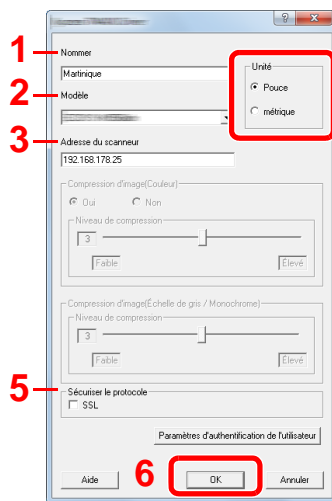 1
Nommer
Martinique
Unité
Pouce
métrique
2
Modèle
3
Adresse du scanneur
192.168.178.25
Compression d'image(Couleur)
Oui
Non
Niveau de compression
3
Faible
Élevé
Compression d'image(Échelle de gris / Monochrome)
Niveau de compression
3
Faible
Élevé
5
Sécuriser le protocole
SSL
Paramètres d'authentification de l'utilisateur
Aide
6
OK
Annuler